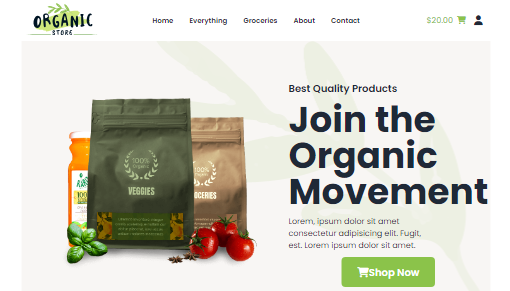 ORGANIC
STORE
Home Everything Groceries About Contact
$20.00
Best Quality Products
Join the
Organic
Movement
Lorem, ipsum dolor sit amet
consectetur adipisicing elit. Fugit,
est. Lorem ipsum dolor sit amet.
Shop Now
100%
VEGGIES
100%